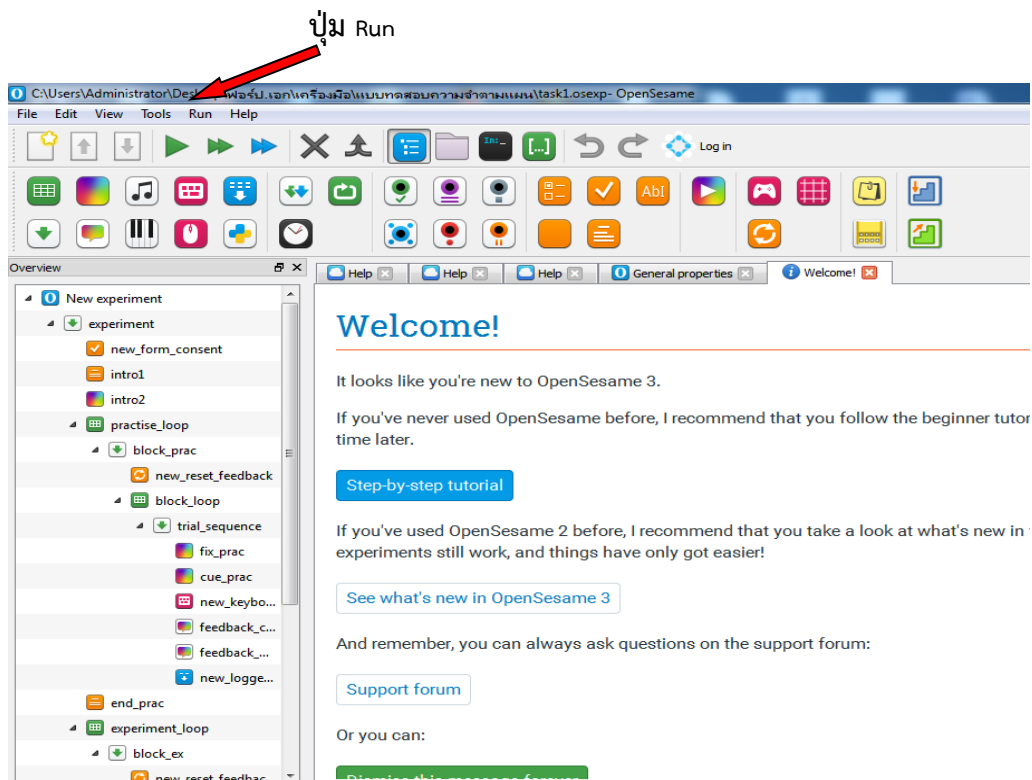 ปุ่ม Run
C:\Users\Administrator\Des
ฟอร์ป.เอก\เครื่องมือ\แบบทดสอบความจำตามแผน\task1.osexp- OpenSesame
File Edit View Tools Run Help
Log in
AbI
Overview
Help
Help
Help
General properties
Welcome!
New experiment
experiment
new_form_consent
intro1
intro2
practise_loop
block_prac
new_reset_feedback
block_loop
trial_sequence
fix_prac
cue_prac
new_keybo...
feedback_c...
feedback_...
new_logge...
end_prac
experiment_loop
block_ex
new_reset_feedbac...
Welcome!
It looks like you're new to OpenSesame 3.
If you've never used OpenSesame before, I recommend that you follow the beginner tutor
time later.
Step-by-step tutorial
If you've used OpenSesame 2 before, I recommend that you take a look at what's new in
experiments still work, and things have only got easier!
See what's new in OpenSesame 3
And remember, you can always ask questions on the support forum:
Support forum
Or you can:
Dismiss this message forever